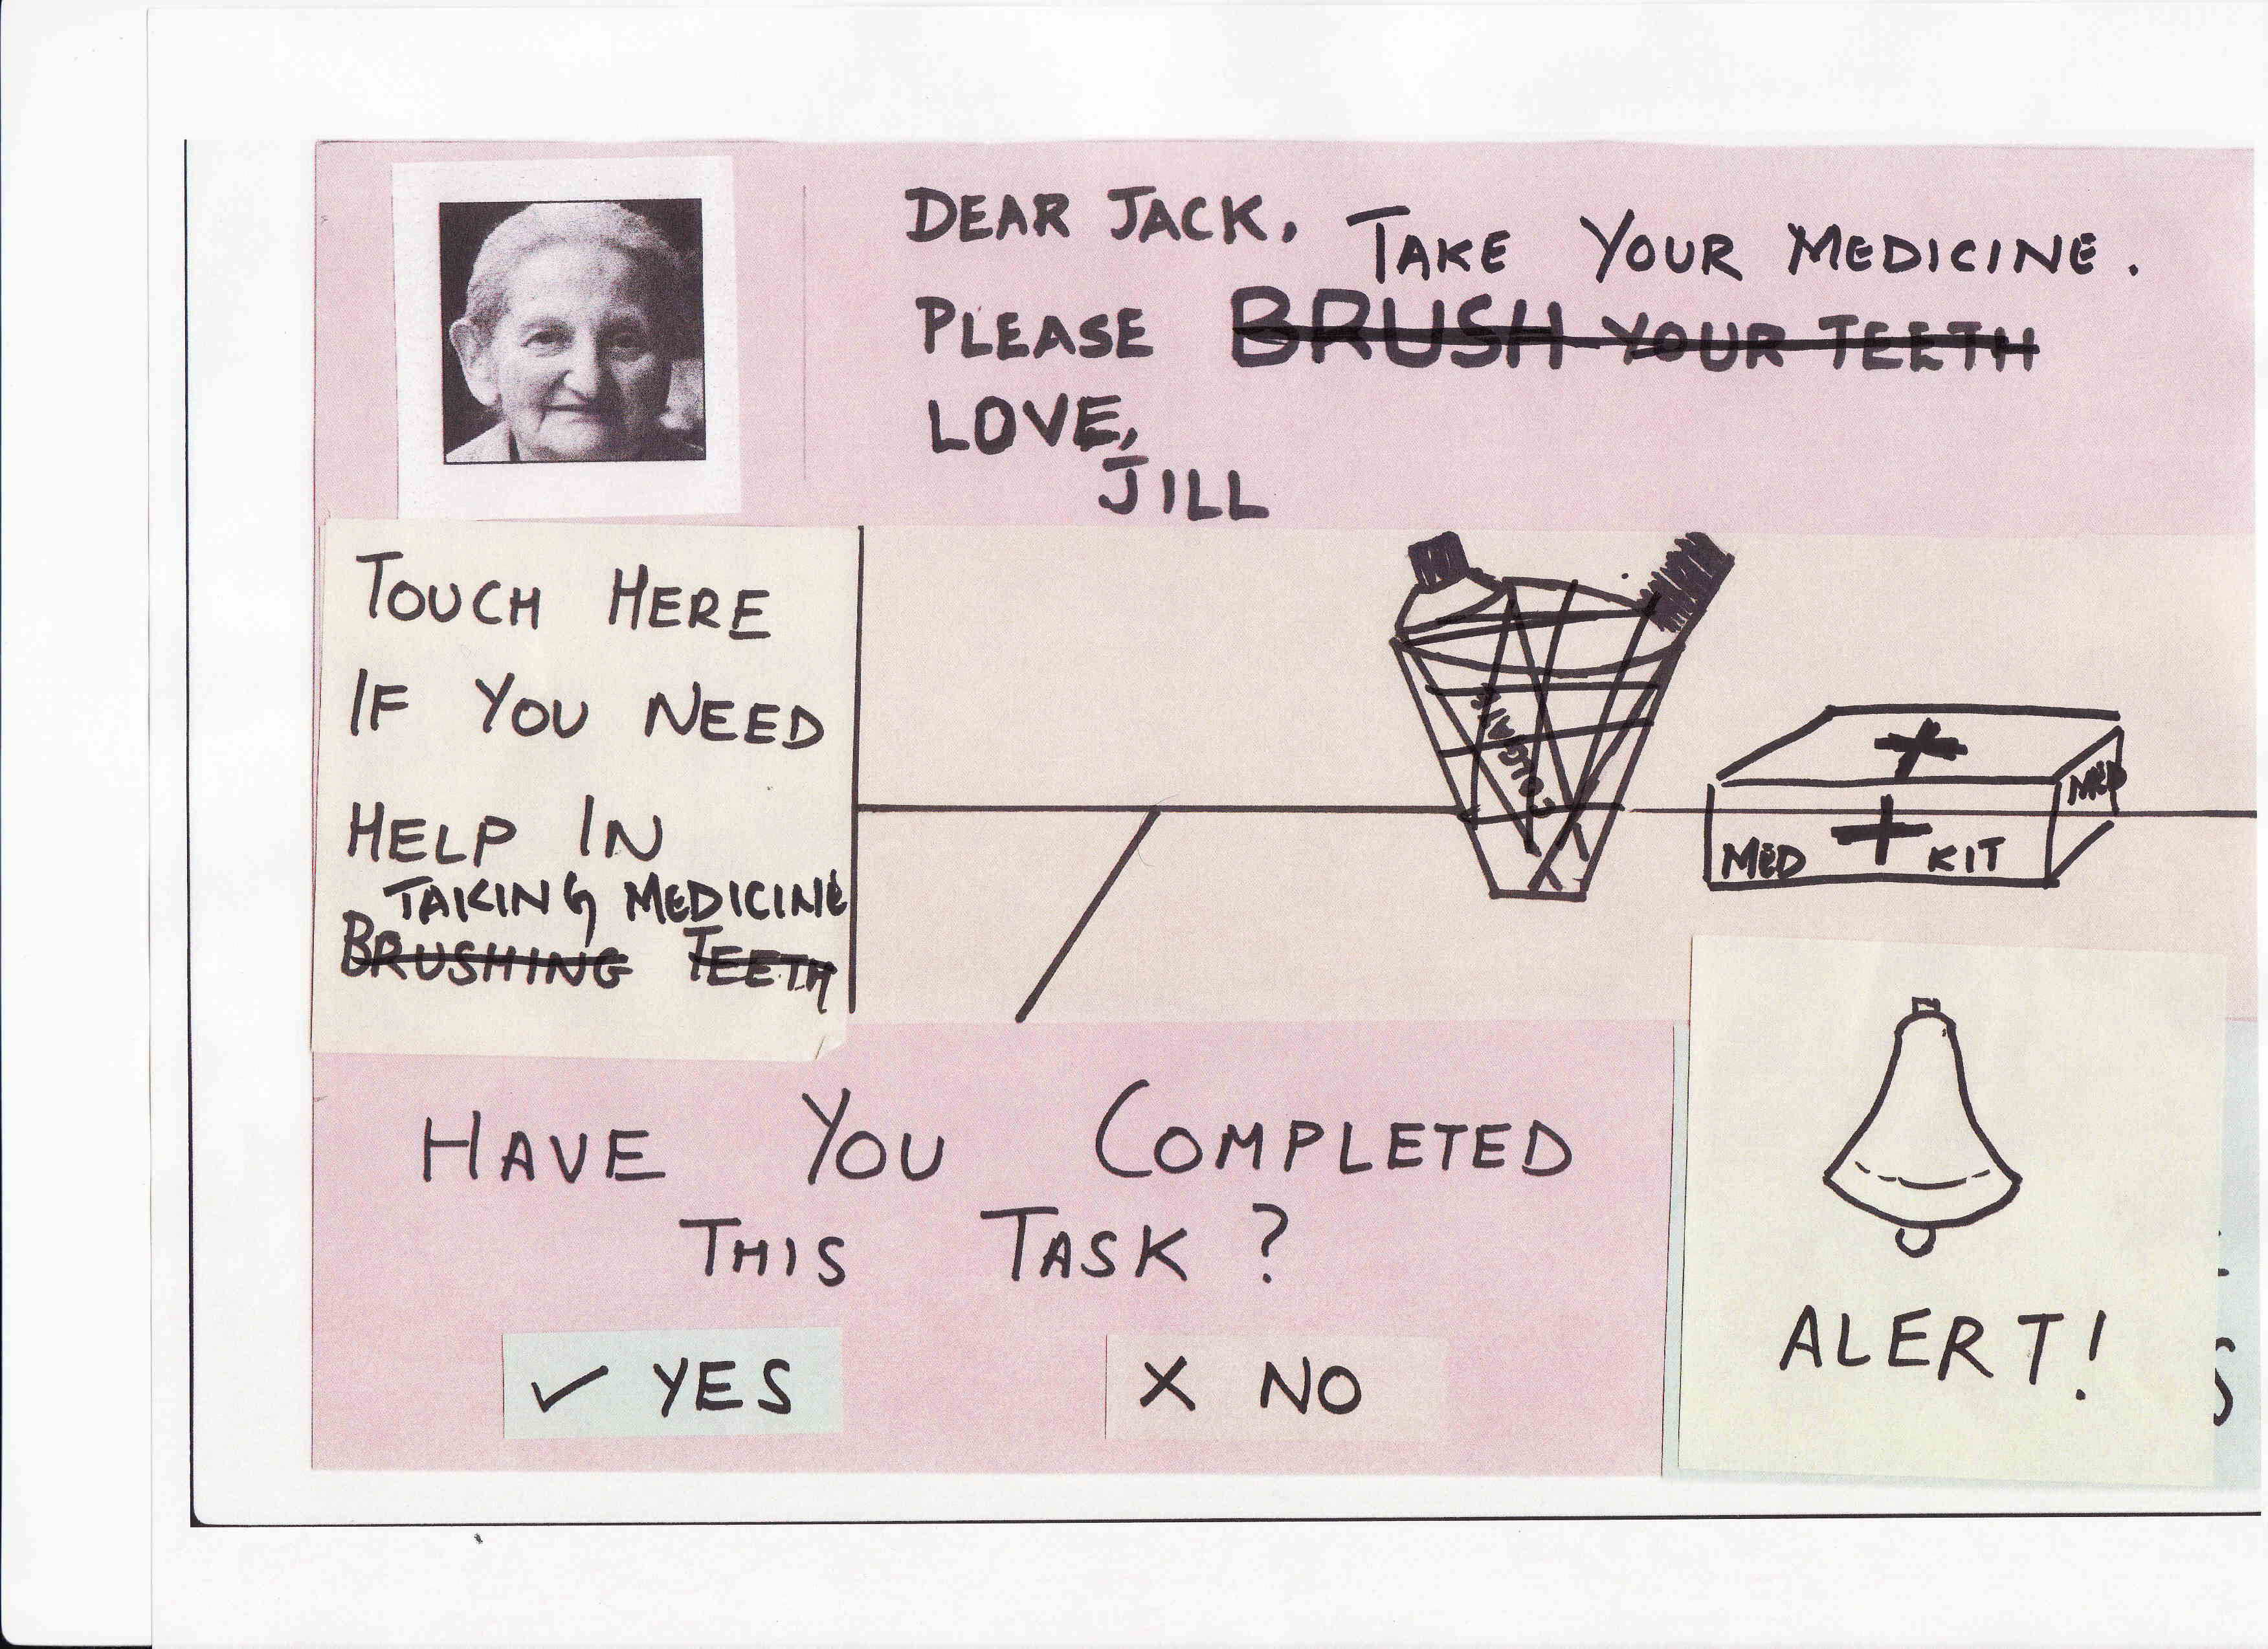 DEAR JACK.
TAKE YOUR MEDICINE.
PLEASE BRUSH YOUR TEETH
LOVE,
JILL
TOUCH HERE
IF YOU NEED
HELP IN
TAKING MEDICINE
BRUSHING TEETH
COLGATE
MED
MED + KIT
HAVE YOU COMPLETED
THIS TASK?
✓ YES
X NO
ALERT!